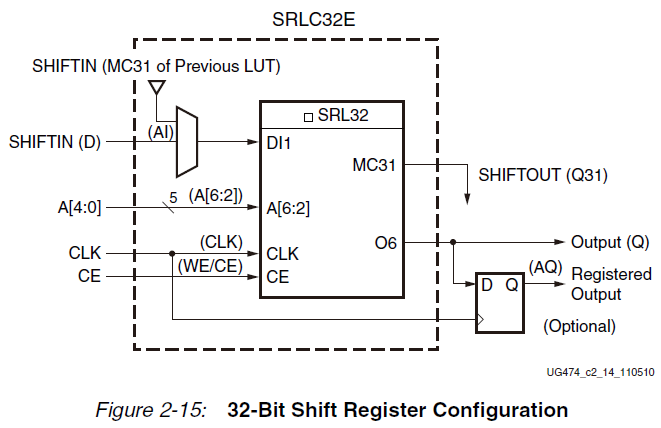 SRLC32E
SHIFTIN (MC31 of Previous LUT)
SRL32
SHIFTIN (D)
(AI)
DI1
MC31
SHIFTOUT (Q31)
A[4:0]
5
(A[6:2])
A[6:2]
CLK
(CLK)
CLK
O6
Output (Q)
CE
(WE/CE)
CE
D Q
(AQ)
Registered
Output
(Optional)
UG474_c2_14_110510
Figure 2-15: 32-Bit Shift Register Configuration